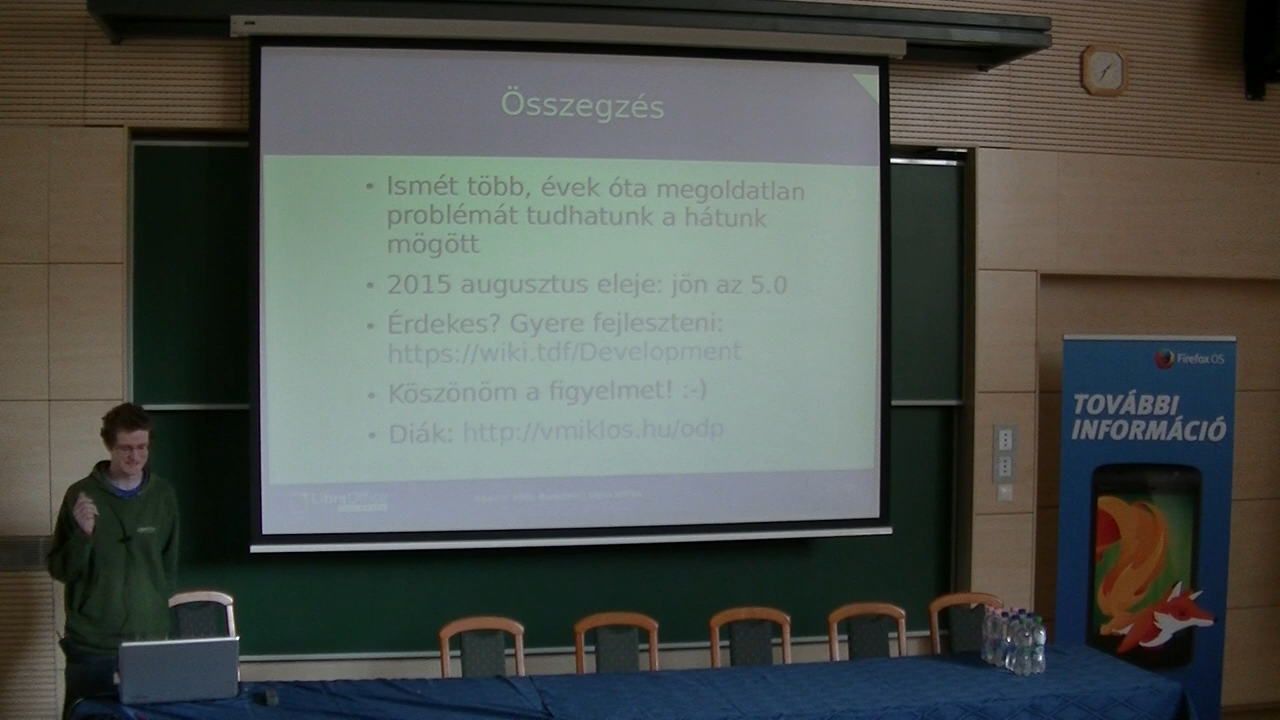 Összegzés
• Ismét több, évek óta megoldatlan
problémát tudhatunk a hátunk
mögött
• 2015 augusztus eleje: jön az 5.0
• Érdekes? Gyere fejleszteni:
https://wiki.tdf/Development
• Köszönöm a figyelmet! :-)
• Diák: http://vmiklos.hu/odp
LibreOffice
Firefox OS
TOVÁBBI
INFORMÁCIÓ